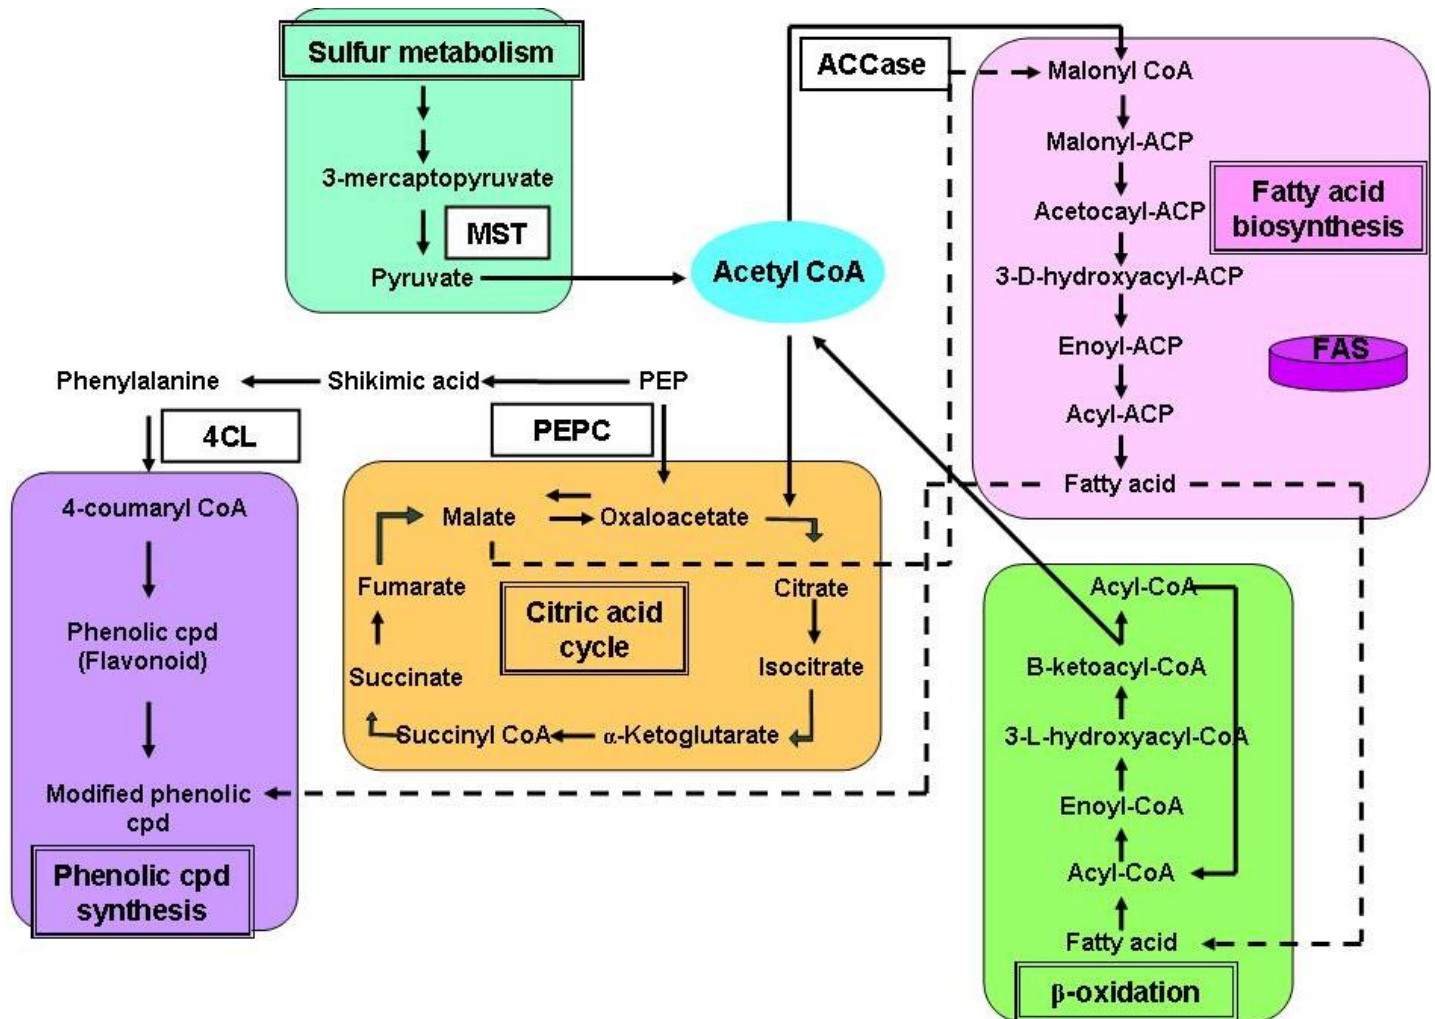 Sulfur metabolism
3-mercaptopyruvate
MST
Pyruvate
Acetyl CoA
ACCase
Malonyl CoA
Malonyl-ACP
Acetocayl-ACP
3-D-hydroxyacyl-ACP
Enoyl-ACP
Acyl-ACP
Fatty acid
Fatty acid
biosynthesis
FAS
Phenylalanine
Shikimic acid
PEP
4CL
PEPC
4-coumaryl CoA
Phenolic cpd
(Flavonoid)
Modified phenolic
cpd
Phenolic cpd
synthesis
Malate
Oxaloacetate
Fumarate
Citrate
Citric acid
cycle
Succinate
Isocitrate
Succinyl CoA
α-Ketoglutarate
Acyl-CoA
B-ketoacyl-CoA
3-L-hydroxyacyl-CoA
Enoyl-CoA
Acyl-CoA
Fatty acid
β-oxidation